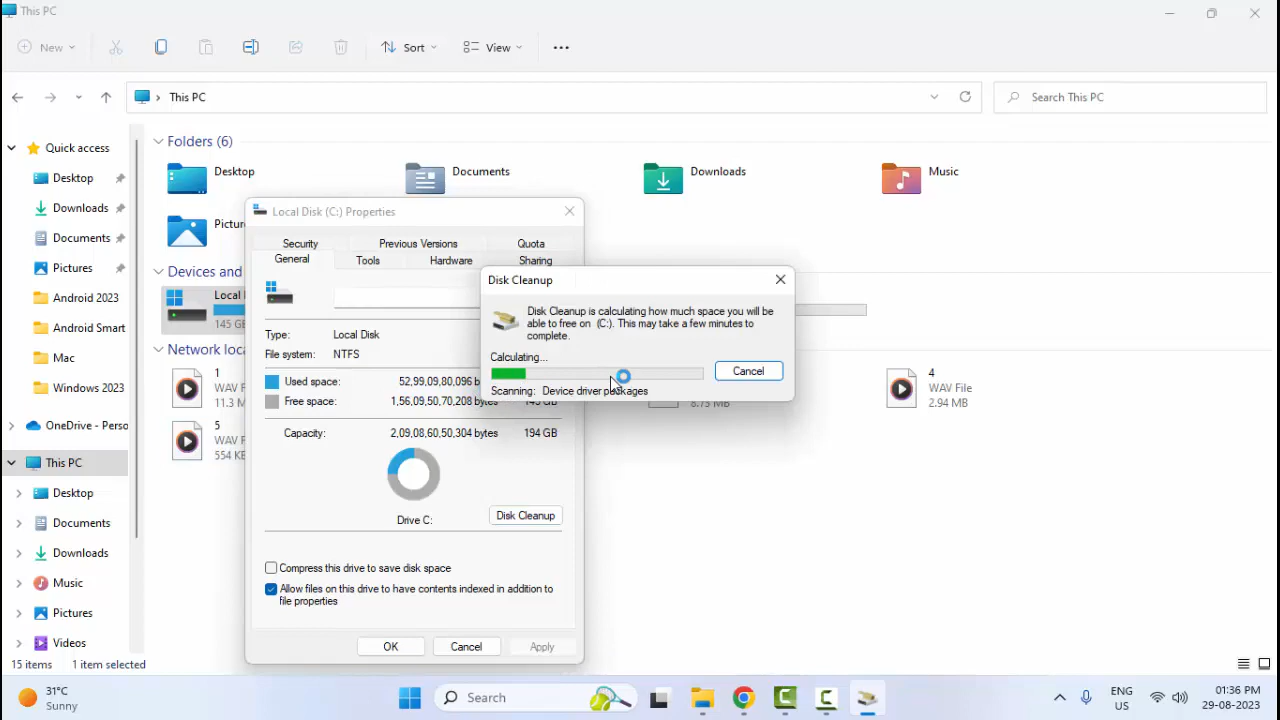 This PC
New
Sort
View
This PC
Search This PC
Quick access
Desktop
Downloads
Documents
Pictures
Android 2023
Android Smart
Mac
Windows 2023
OneDrive - Perso
This PC
Desktop
Documents
Downloads
Music
Pictures
Videos
15 items
1 item selected
Folders (6)
Desktop
Documents
Downloads
Music
Devices and
145 GB
Network loc
1
WAV F
11.3 M
4
WAV File
2.94 MB
5
WAV F
554 KB
Local Disk (C:) Properties
Security
Previous Versions
Quota
General
Tools
Hardware
Sharing
Type:
Local Disk
File system:
NTFS
Used space:
52,99,09,80,096 b
Free space:
1,56,09,50,70,208 bytes
145 GB
Capacity:
2,09,08,60,50,304 bytes
194 GB
Drive C:
Disk Cleanup
Compress this drive to save disk space
Allow files on this drive to have contents indexed in addition to
file properties
OK
Cancel
Apply
Disk Cleanup
Disk Cleanup is calculating how much space you will be
able to free on (C:). This may take a few minutes to
complete.
Calculating...
Cancel
Scanning: Device driver packages
31°C
Sunny
Search
ENG
US
01:36 PM
29-08-2023